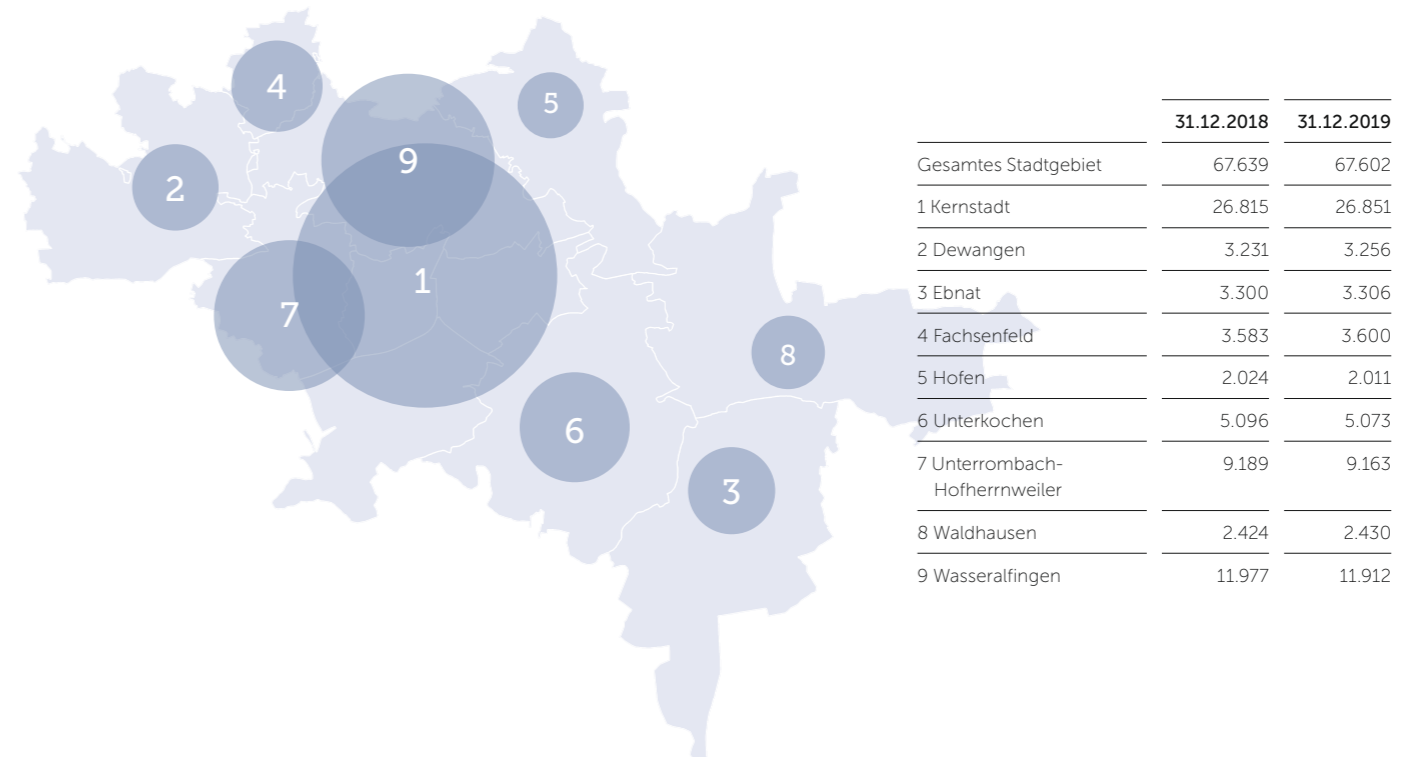 4
5
9
2
1
7
8
6
3
31.12.2018 31.12.2019
Gesamtes Stadtgebiet 67.639 67.602
1 Kernstadt 26.815 26.851
2 Dewangen 3.231 3.256
3 Ebnat 3.300 3.306
4 Fachsenfeld 3.583 3.600
5 Hofen 2.024 2.011
6 Unterkochen 5.096 5.073
7 Unterrombach- 9.189 9.163
Hofherrnweiler
8 Waldhausen 2.424 2.430
9 Wasseralfingen 11.977 11.912